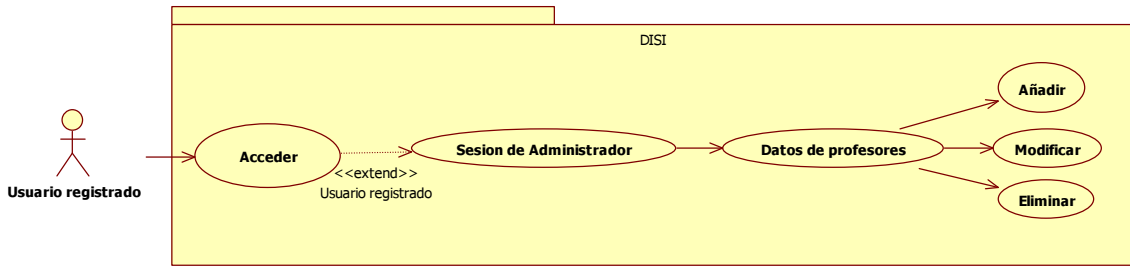 DISI
Añadir
Acceder
Sesion de Administrador
Datos de profesores
Modificar
<<extend>>
Usuario registrado
Usuario registrado
Eliminar